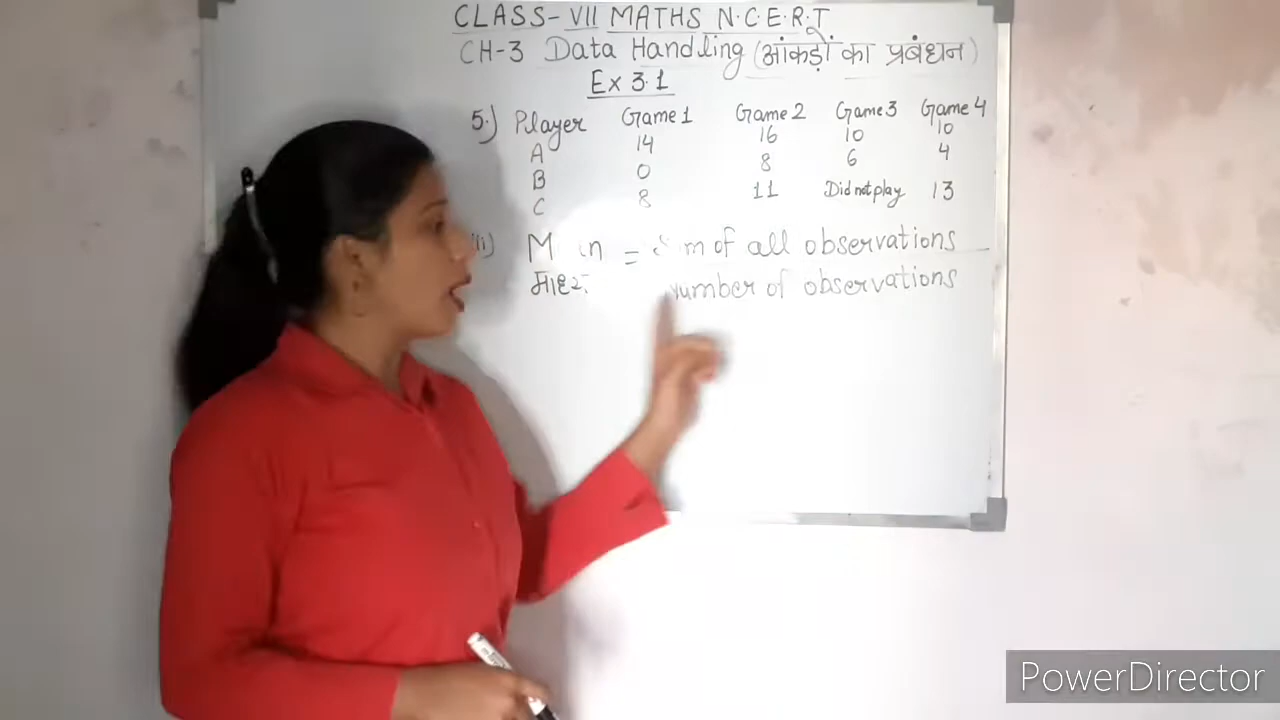 CLASS- VII MATHS N.C.E.R.T
CH-3 Data Handling (आंकड़ों का प्रबंधन)
Ex 3.1
5.) Player Game 1 Game 2 Game 3 Game 4
A 14 16 10 10
B 0 8 6 4
C 8 11 Did not play 13
= of all observations
number of observations
PowerDirector